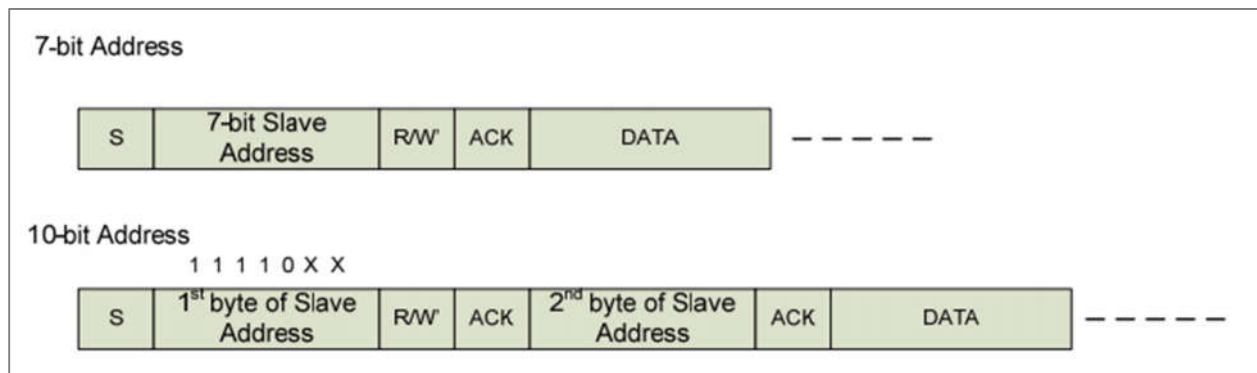 7-bit Address
S 7-bit Slave Address R/W' ACK DATA
10-bit Address
1 1 1 1 0 X X
S 1st byte of Slave Address R/W' ACK 2nd byte of Slave Address ACK DATA